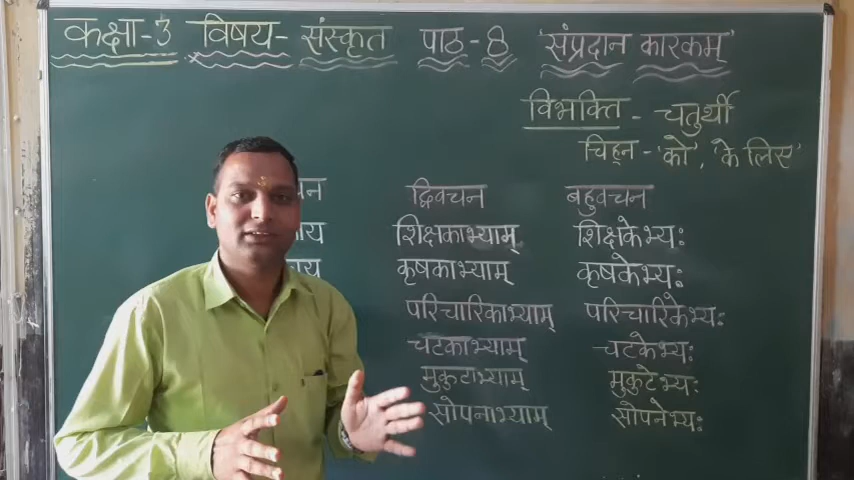 कक्षा-3 विषय- संस्कृत पाठ-8 'संप्रदान कारकम्'
विभक्ति - चतुर्थी
चिह्न - 'को', 'के लिए'
द्विवचन बहुवचन
शिक्षकाभ्याम् शिक्षकेभ्यः
कृषकाभ्याम् कृषकेभ्यः
परिचारिकाभ्याम् परिचारिकेभ्यः
चटकाभ्याम् चटकेभ्यः
मुकुटाभ्याम् मुकुटेभ्यः
सोपनाभ्याम् सोपनेभ्यः